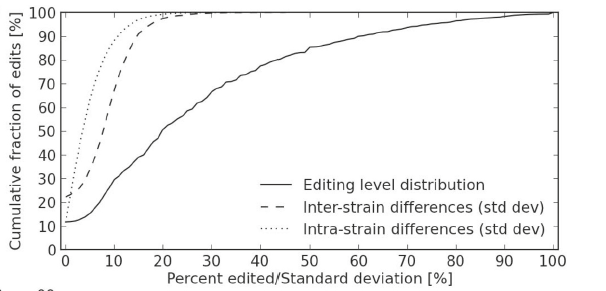 Cumulative fraction of edits [%]
100
90
80
70
60
50
40
30
20
10
0
Editing level distribution
Inter-strain differences (std dev)
Intra-strain differences (std dev)
0 10 20 30 40 50 60 70 80 90 100
Percent edited/Standard deviation [%]